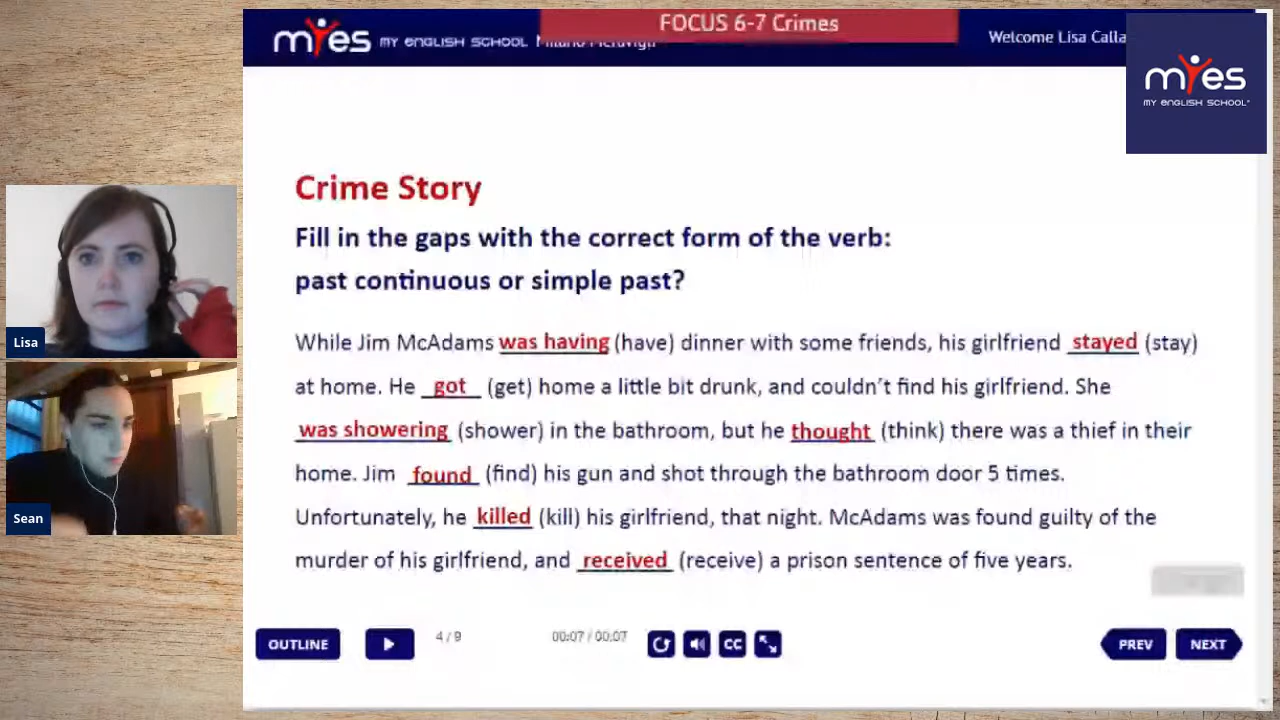 FOCUS 6-7 Crimes
myes MY ENGLISH SCHOOL
Welcome Lisa Calla
myes
MY ENGLISH SCHOOL
Crime Story
Fill in the gaps with the correct form of the verb:
past continuous or simple past?
While Jim McAdams was having (have) dinner with some friends, his girlfriend stayed (stay)
at home. He got (get) home a little bit drunk, and couldn't find his girlfriend. She
was showering (shower) in the bathroom, but he thought (think) there was a thief in their
home. Jim found (find) his gun and shot through the bathroom door 5 times.
Unfortunately, he killed (kill) his girlfriend, that night. McAdams was found guilty of the
murder of his girlfriend, and received (receive) a prison sentence of five years.
Lisa
Sean
OUTLINE
4 / 9
00:07 / 00:07
CC
PREV
NEXT